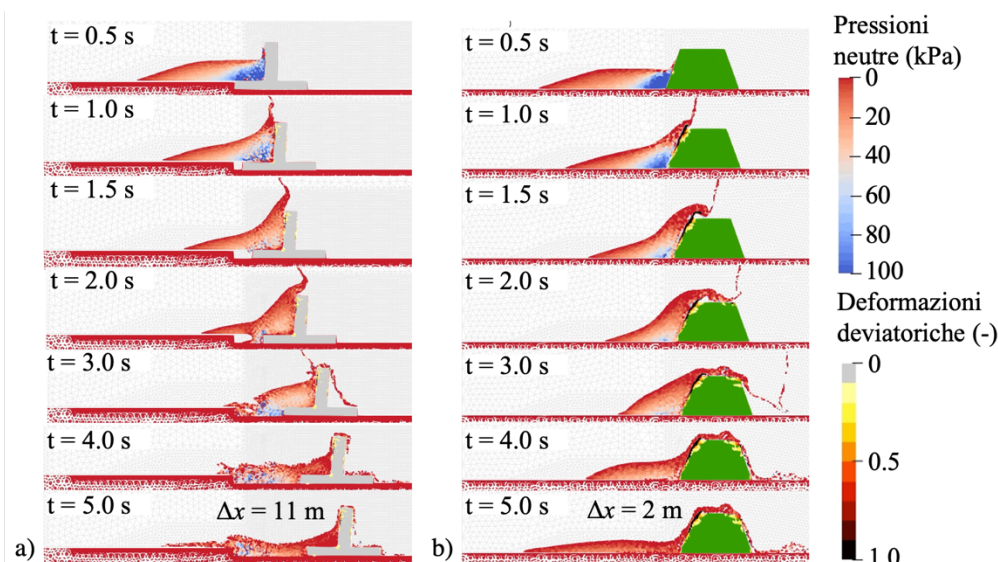 t = 0.5 s
t = 1.0 s
t = 1.5 s
t = 2.0 s
t = 3.0 s
t = 4.0 s
t = 5.0 s
Δx = 11 m
a)
t = 0.5 s
t = 1.0 s
t = 1.5 s
t = 2.0 s
t = 3.0 s
t = 4.0 s
t = 5.0 s
Δx = 2 m
b)
Pressioni
neutre (kPa)
0
20
40
60
80
100
Deformazioni
deviatoriche (-)
0
0.5
1.0